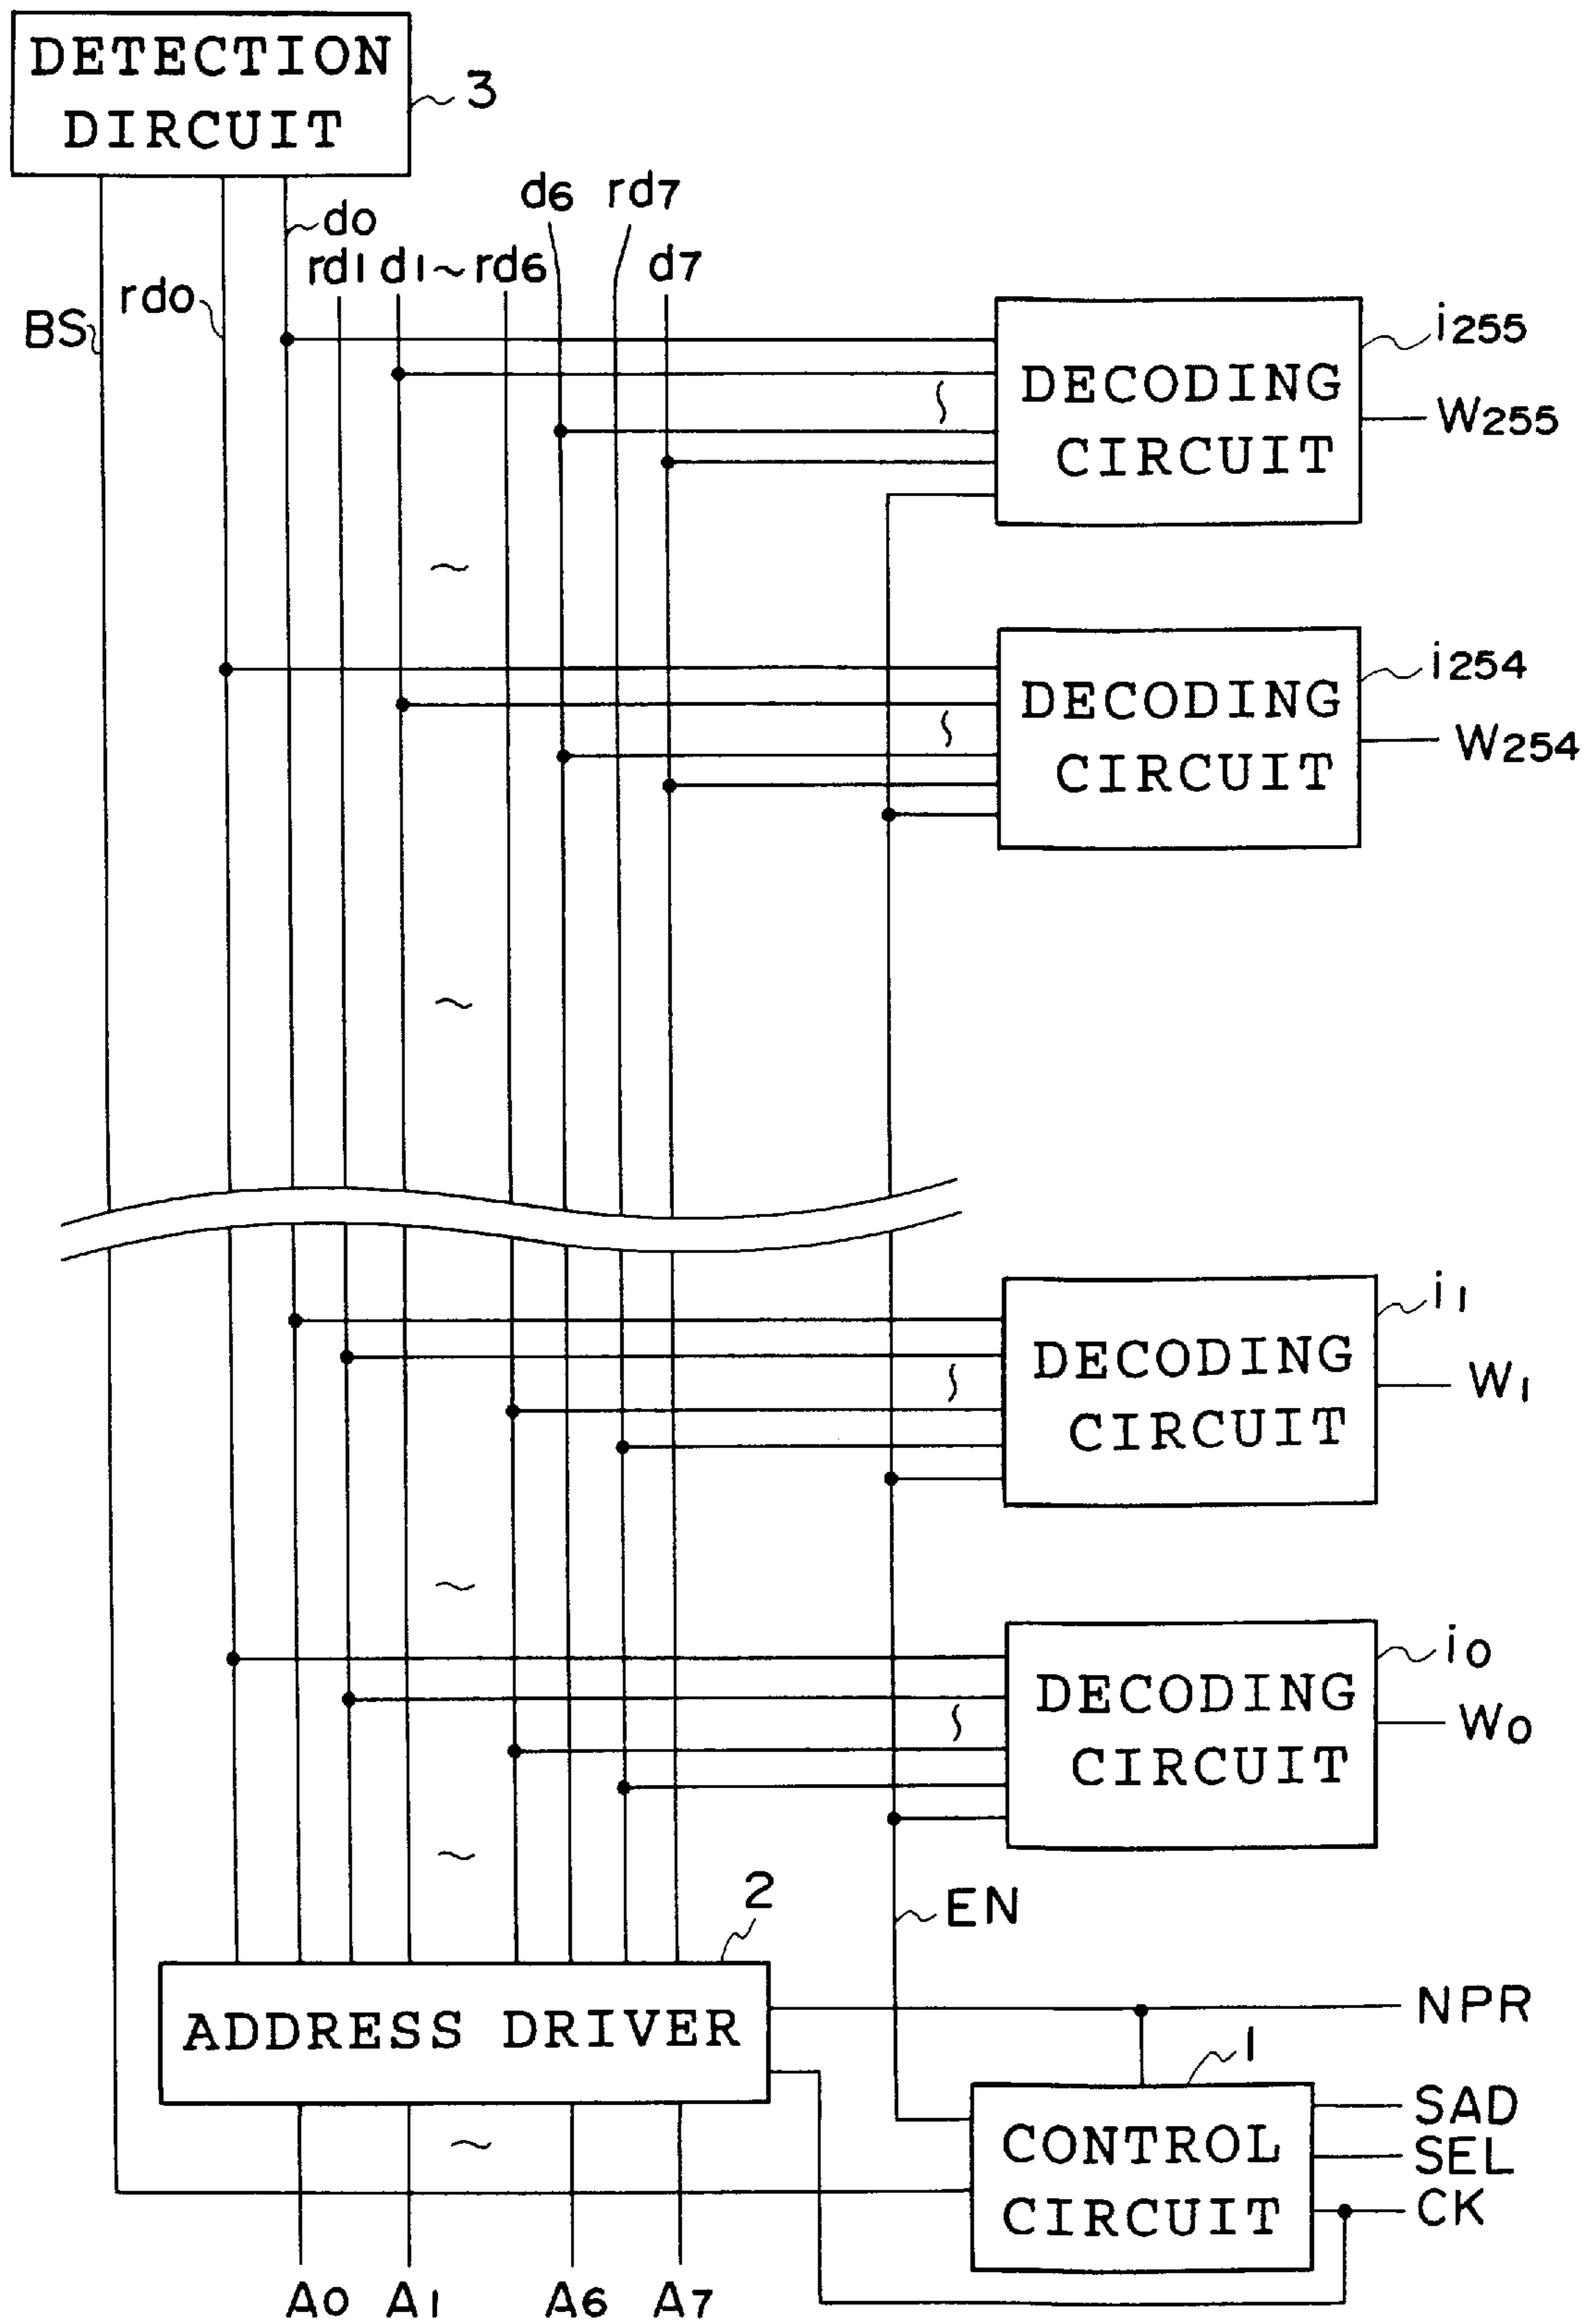 DETECTION
DIRCUIT
3
d0
d6 rd7
rd1 d1~rd6
d7
rd0
BS
DECODING
CIRCUIT
i255
W255
DECODING
CIRCUIT
i254
W254
DECODING
CIRCUIT
i1
W1
DECODING
CIRCUIT
i0
W0
EN
2
ADDRESS DRIVER
NPR
1
CONTROL
CIRCUIT
SAD
SEL
CK
A0 A1 A6 A7